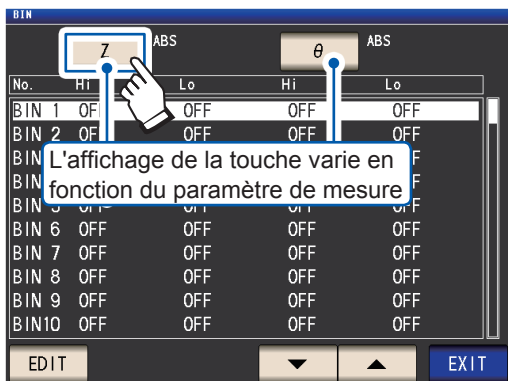 BIN
Z ABS θ ABS
No. Hi Lo Hi Lo
BIN 1 OFF OFF OFF
BIN 2 OFF OFF OFF OFF
L'affichage de la touche varie en
fonction du paramètre de mesure
BIN 6 OFF OFF OFF OFF
BIN 7 OFF OFF OFF OFF
BIN 8 OFF OFF OFF OFF
BIN 9 OFF OFF OFF OFF
BIN10 OFF OFF OFF OFF
EDIT ▼ ▲ EXIT